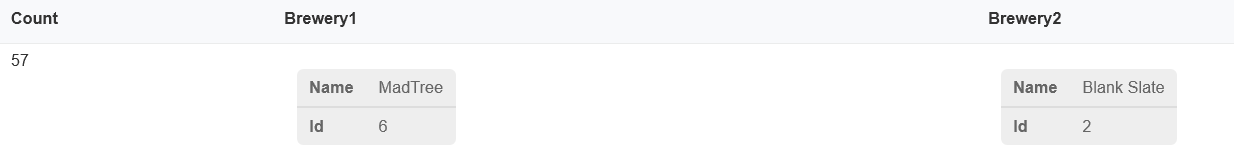 Count Brewery1 Brewery2
57
Name MadTree Name Blank Slate
Id 6 Id 2